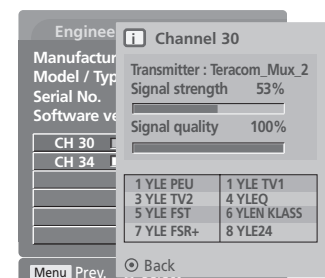 Engine
Manufactur
Model / Typ
Serial No.
Software ve
CH 30
CH 34
Menu Prev.
i Channel 30
Transmitter : Teracom_Mux_2
Signal strength 53%
Signal quality 100%
1 YLE PEU 1 YLE TV1
3 YLE TV2 4 YLEQ
5 YLE FST 6 YLEN KLASS
7 YLE FSR+ 8 YLE24
Back